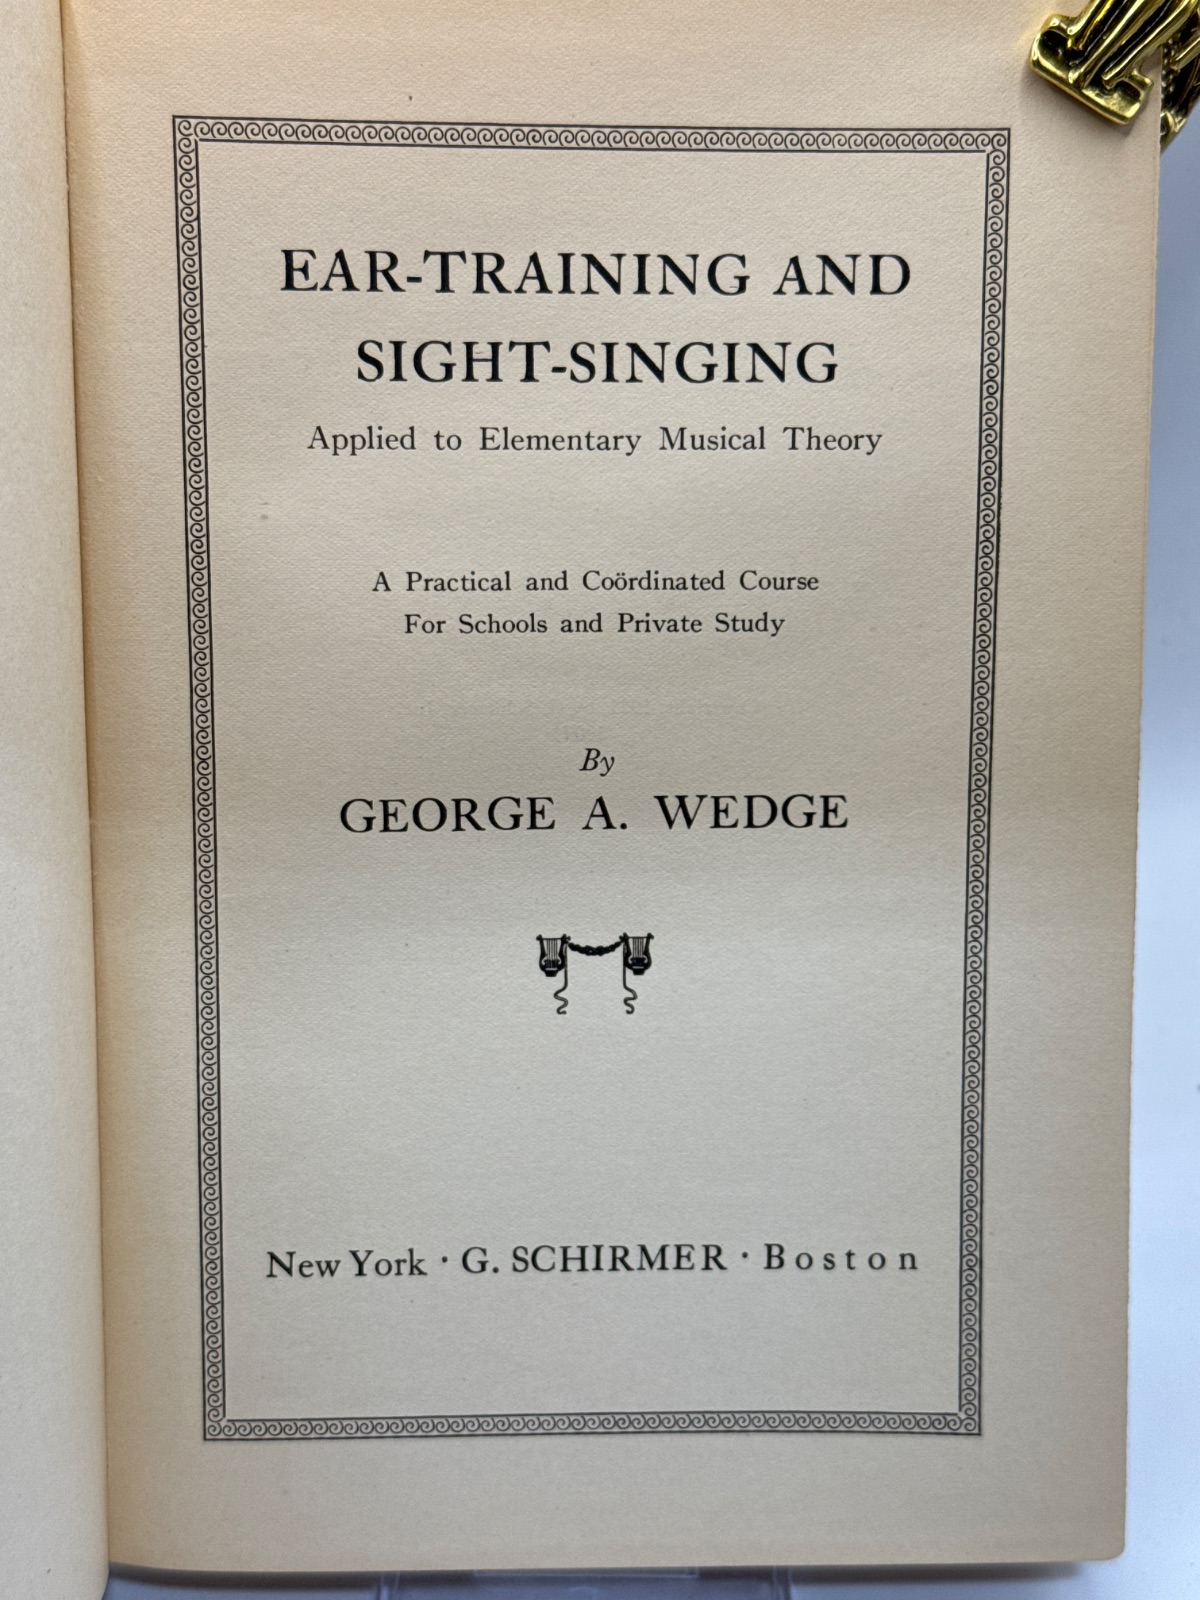 EAR-TRAINING AND
SIGHT-SINGING
Applied to Elementary Musical Theory
A Practical and Coördinated Course
For Schools and Private Study
By
GEORGE A. WEDGE
New York · G. SCHIRMER · Boston